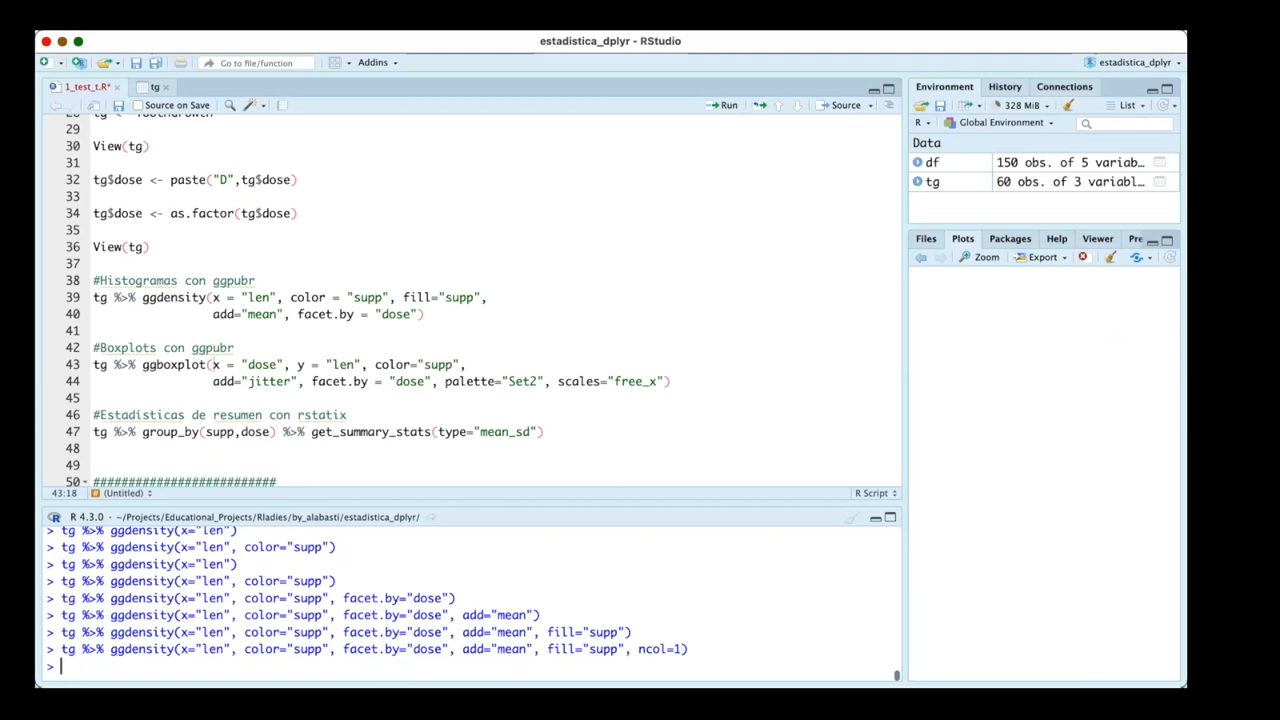 estadistica_dplyr - RStudio
Go to file/function
Addins
estadistica_dplyr
1_test_t.R*
tg
Source on Save
Run
Source
29
30 View(tg)
31
32 tg$dose <- paste("D",tg$dose)
33
34 tg$dose <- as.factor(tg$dose)
35
36 View(tg)
37
38 #Histogramas con ggpubr
39 tg %>% ggdensity(x = "len", color = "supp", fill="supp",
40 add="mean", facet.by = "dose")
41
42 #Boxplots con ggpubr
43 tg %>% ggboxplot(x = "dose", y = "len", color="supp",
44 add="jitter", facet.by = "dose", palette="Set2", scales="free_x")
45
46 #Estadísticas de resumen con rstatix
47 tg %>% group_by(supp,dose) %>% get_summary_stats(type="mean_sd")
48
49
50 ##########################
43:18 (Untitled) R Script
R 4.3.0 · ~/Projects/Educational_Projects/Rladies/by_alabasti/estadistica_dplyr/
> tg %>% ggdensity(x="len")
> tg %>% ggdensity(x="len", color="supp")
> tg %>% ggdensity(x="len")
> tg %>% ggdensity(x="len", color="supp")
> tg %>% ggdensity(x="len", color="supp", facet.by="dose")
> tg %>% ggdensity(x="len", color="supp", facet.by="dose", add="mean")
> tg %>% ggdensity(x="len", color="supp", facet.by="dose", add="mean", fill="supp")
> tg %>% ggdensity(x="len", color="supp", facet.by="dose", add="mean", fill="supp", ncol=1)
>
Environment History Connections
328 MiB List
R Global Environment
Data
df 150 obs. of 5 variab…
tg 60 obs. of 3 variabl…
Files Plots Packages Help Viewer Pre
Zoom Export